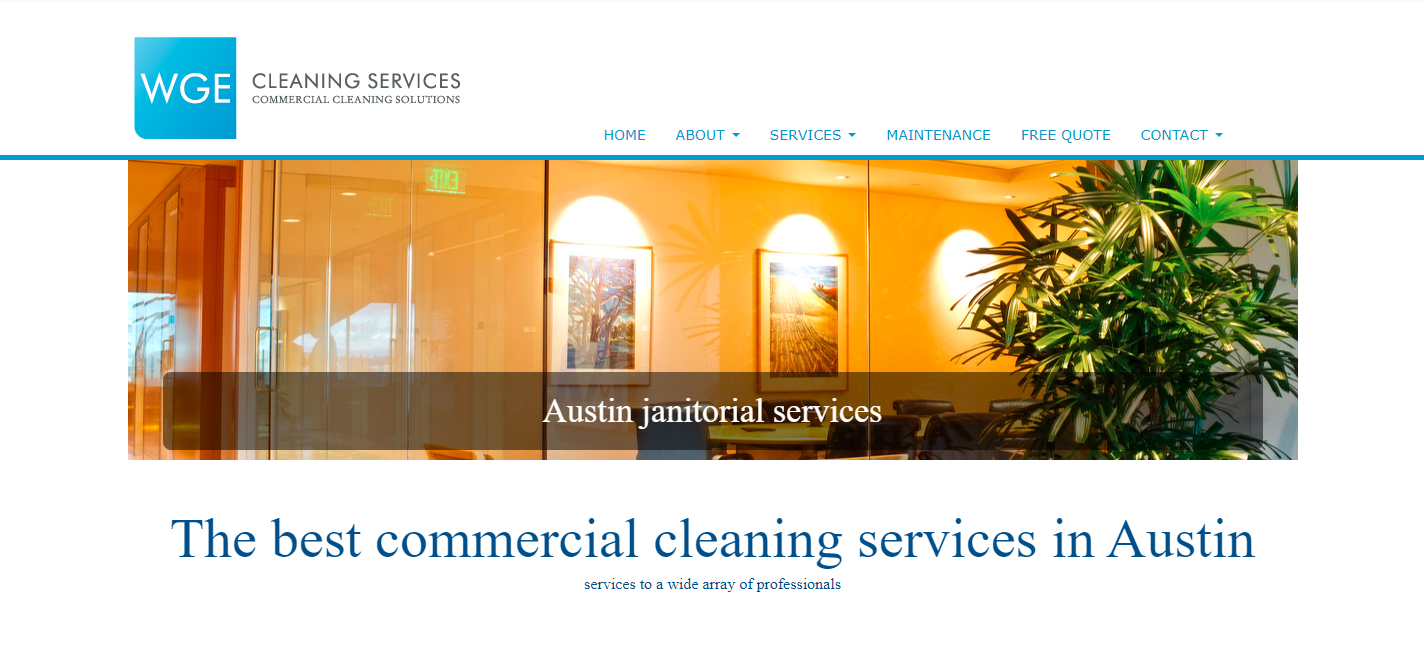 WGE
CLEANING SERVICES
COMMERCIAL CLEANING SOLUTIONS
HOME ABOUT SERVICES MAINTENANCE FREE QUOTE CONTACT
EXIT
Austin janitorial services
The best commercial cleaning services in Austin
services to a wide array of professionals